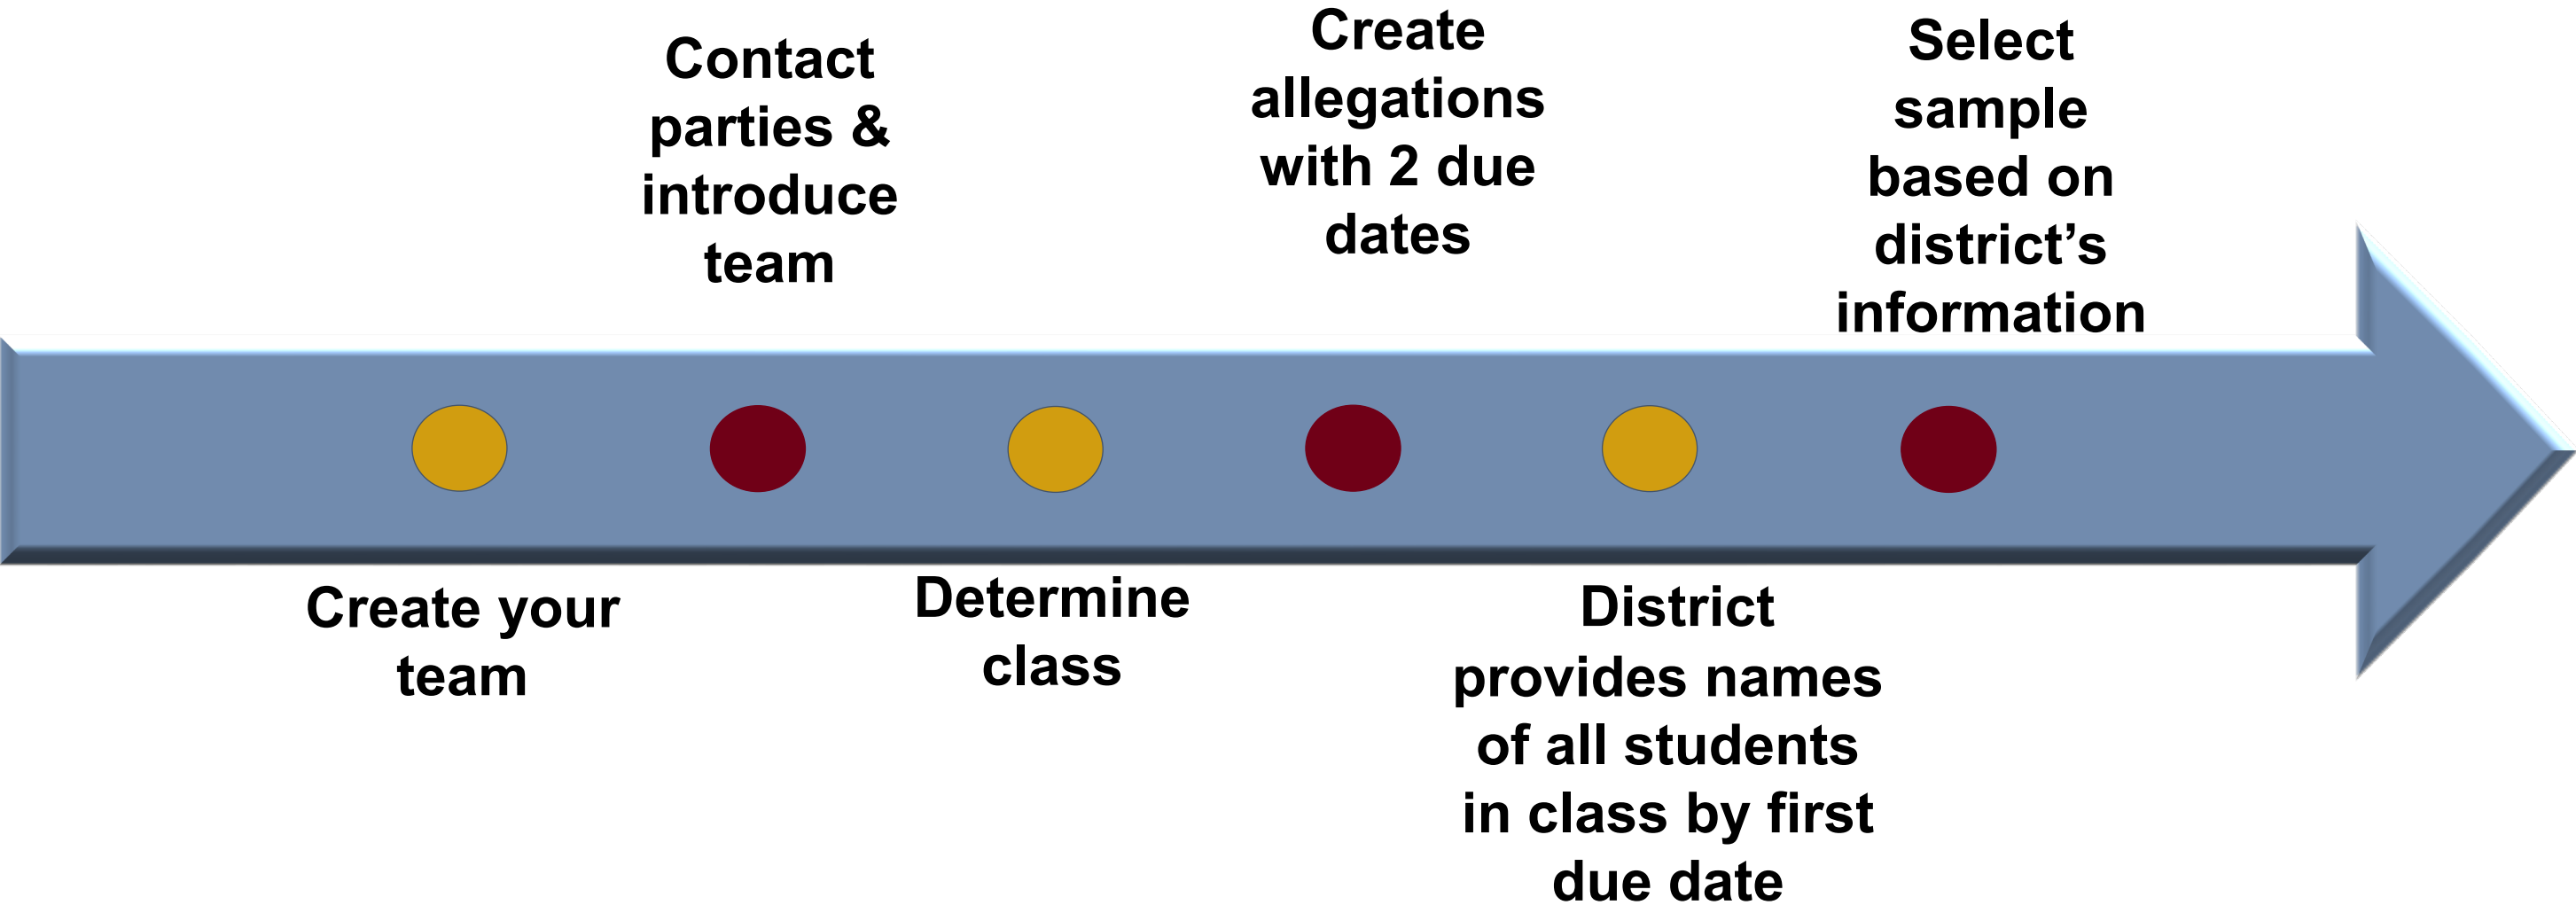 Create your
team
Contact
parties &
introduce
team
Determine
class
Create
allegations
with 2 due
dates
District
provides names
of all students
in class by first
due date
Select
sample
based on
district’s
information